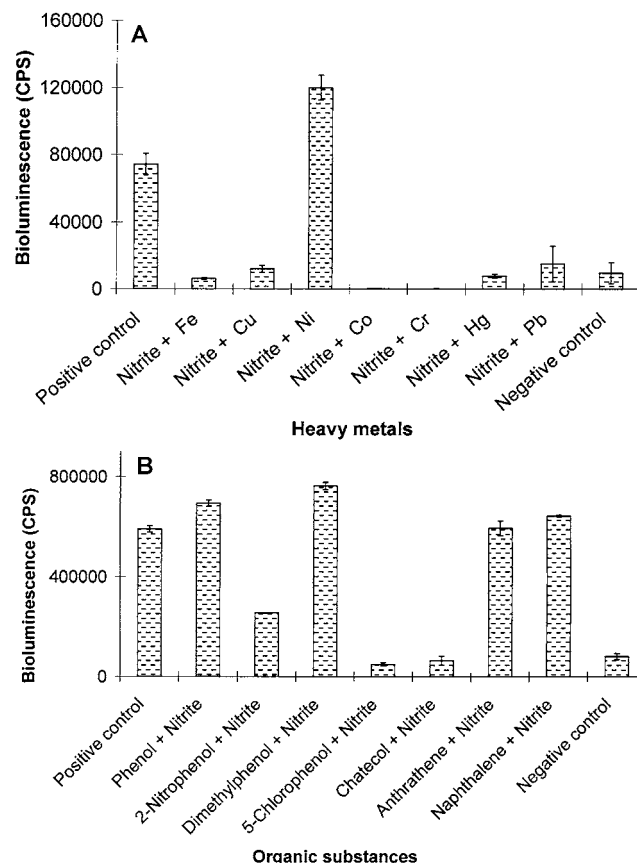 A
Bioluminescence (CPS)
160000
120000
80000
40000
0
Positive control
Nitrite + Fe
Nitrite + Cu
Nitrite + Ni
Nitrite + Co
Nitrite + Cr
Nitrite + Hg
Nitrite + Pb
Negative control
Heavy metals
B
Bioluminescence (CPS)
800000
400000
0
Positive control
Phenol + Nitrite
2-Nitrophenol + Nitrite
Dimethylphenol + Nitrite
5-Chlorophenol + Nitrite
Chatecol + Nitrite
Anthrathene + Nitrite
Naphthalene + Nitrite
Negative control
Organic substances